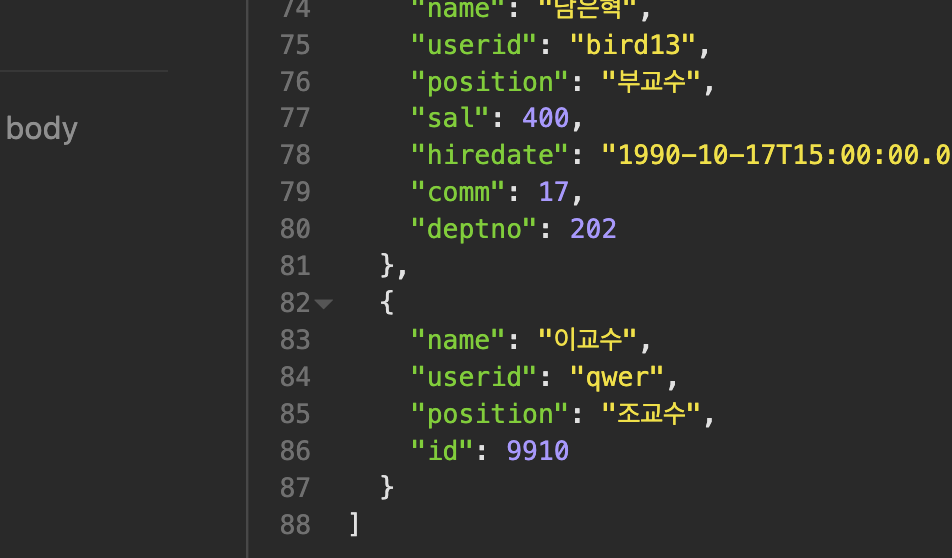 body
74 "name": "남은혁",
75 "userid": "bird13",
76 "position": "부교수",
77 "sal": 400,
78 "hiredate": "1990-10-17T15:00:00.0
79 "comm": 17,
80 "deptno": 202
81 },
82 {
83 "name": "이교수",
84 "userid": "qwer",
85 "position": "조교수",
86 "id": 9910
87 }
88 ]